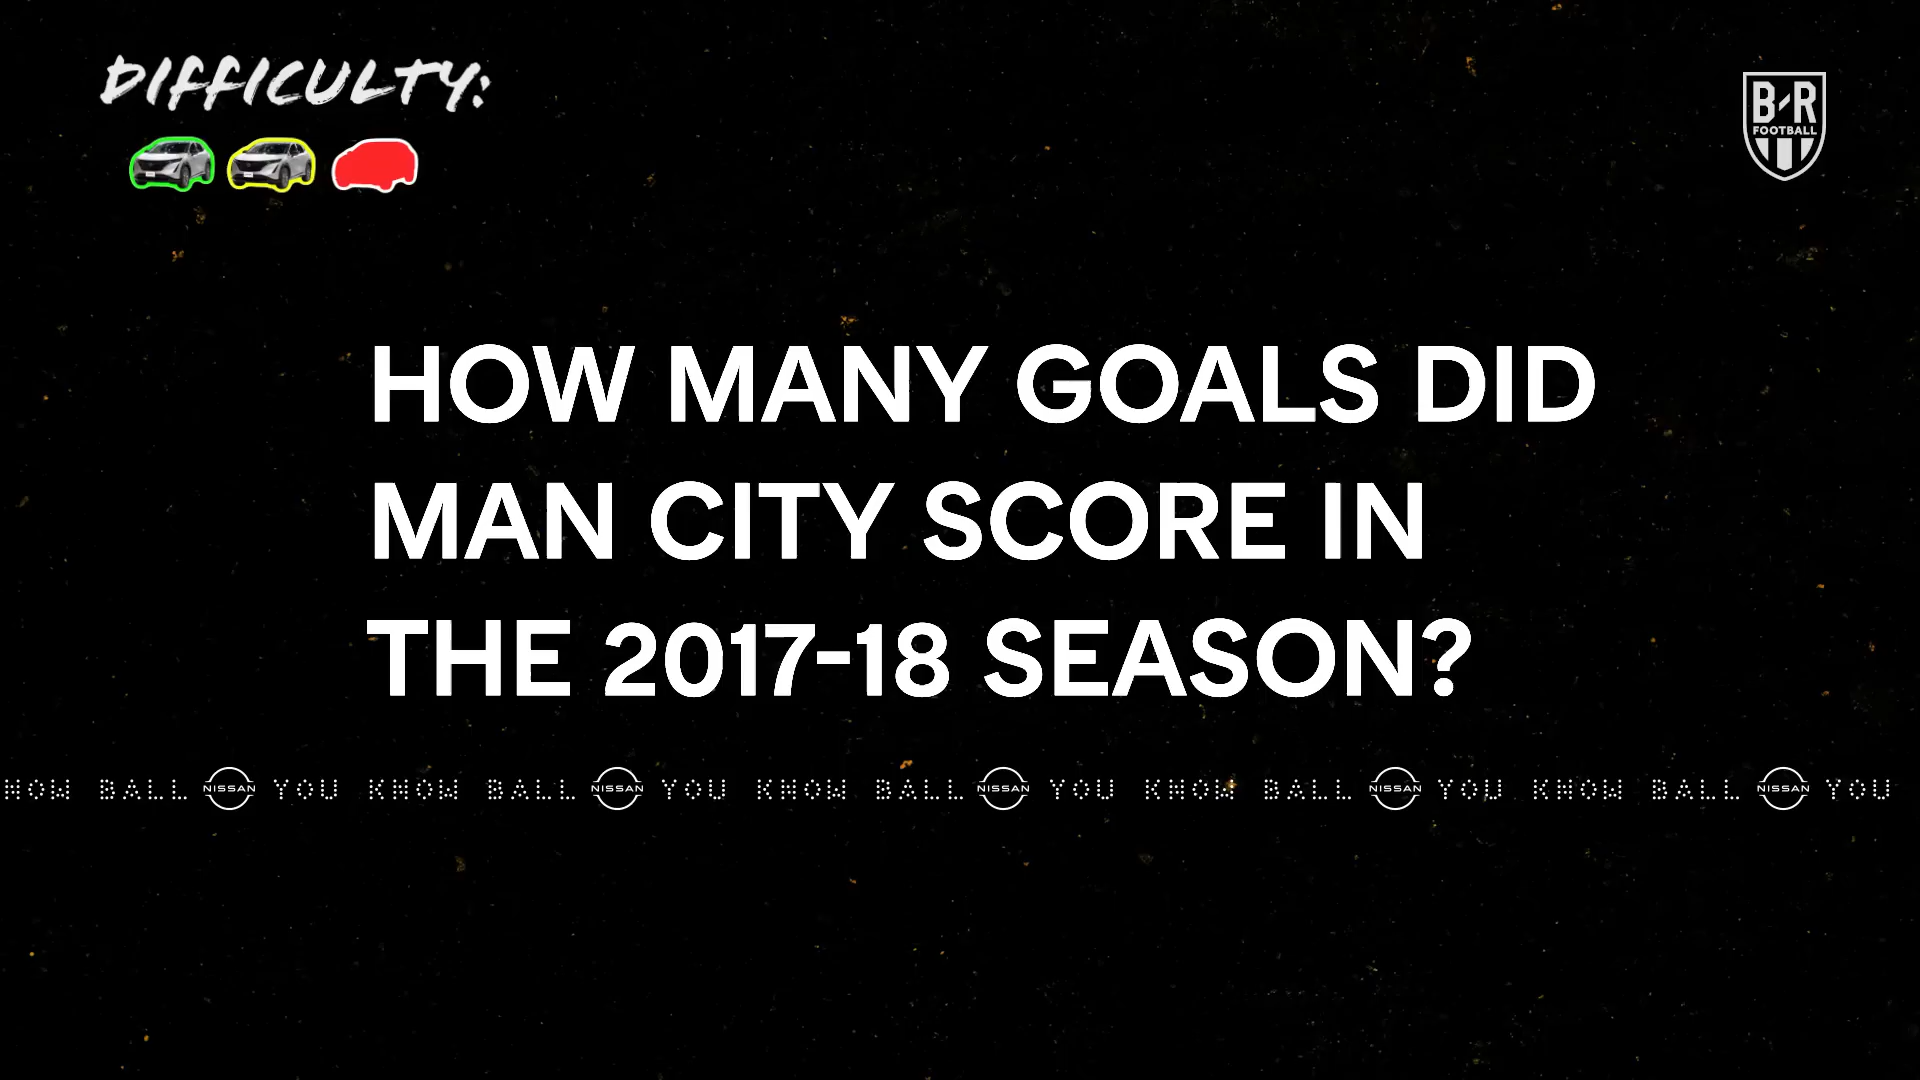 DIFFICULTY:
B/R
FOOTBALL
HOW MANY GOALS DID
MAN CITY SCORE IN
THE 2017-18 SEASON?
NOW BALL NISSAN YOU KNOW BALL NISSAN YOU KNOW BALL NISSAN YOU KNOW BALL NISSAN YOU KNOW BALL NISSAN YOU